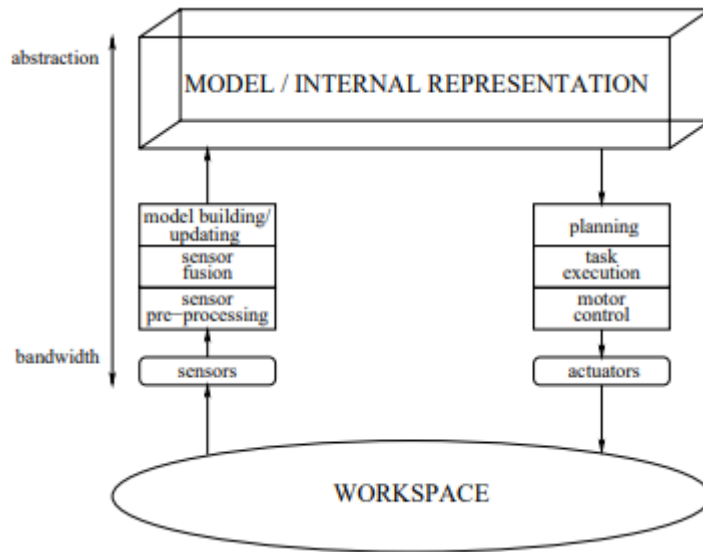 abstraction
MODEL / INTERNAL REPRESENTATION
model building/
updating
sensor
fusion
sensor
pre−processing
planning
task
execution
motor
control
bandwidth
sensors
actuators
WORKSPACE